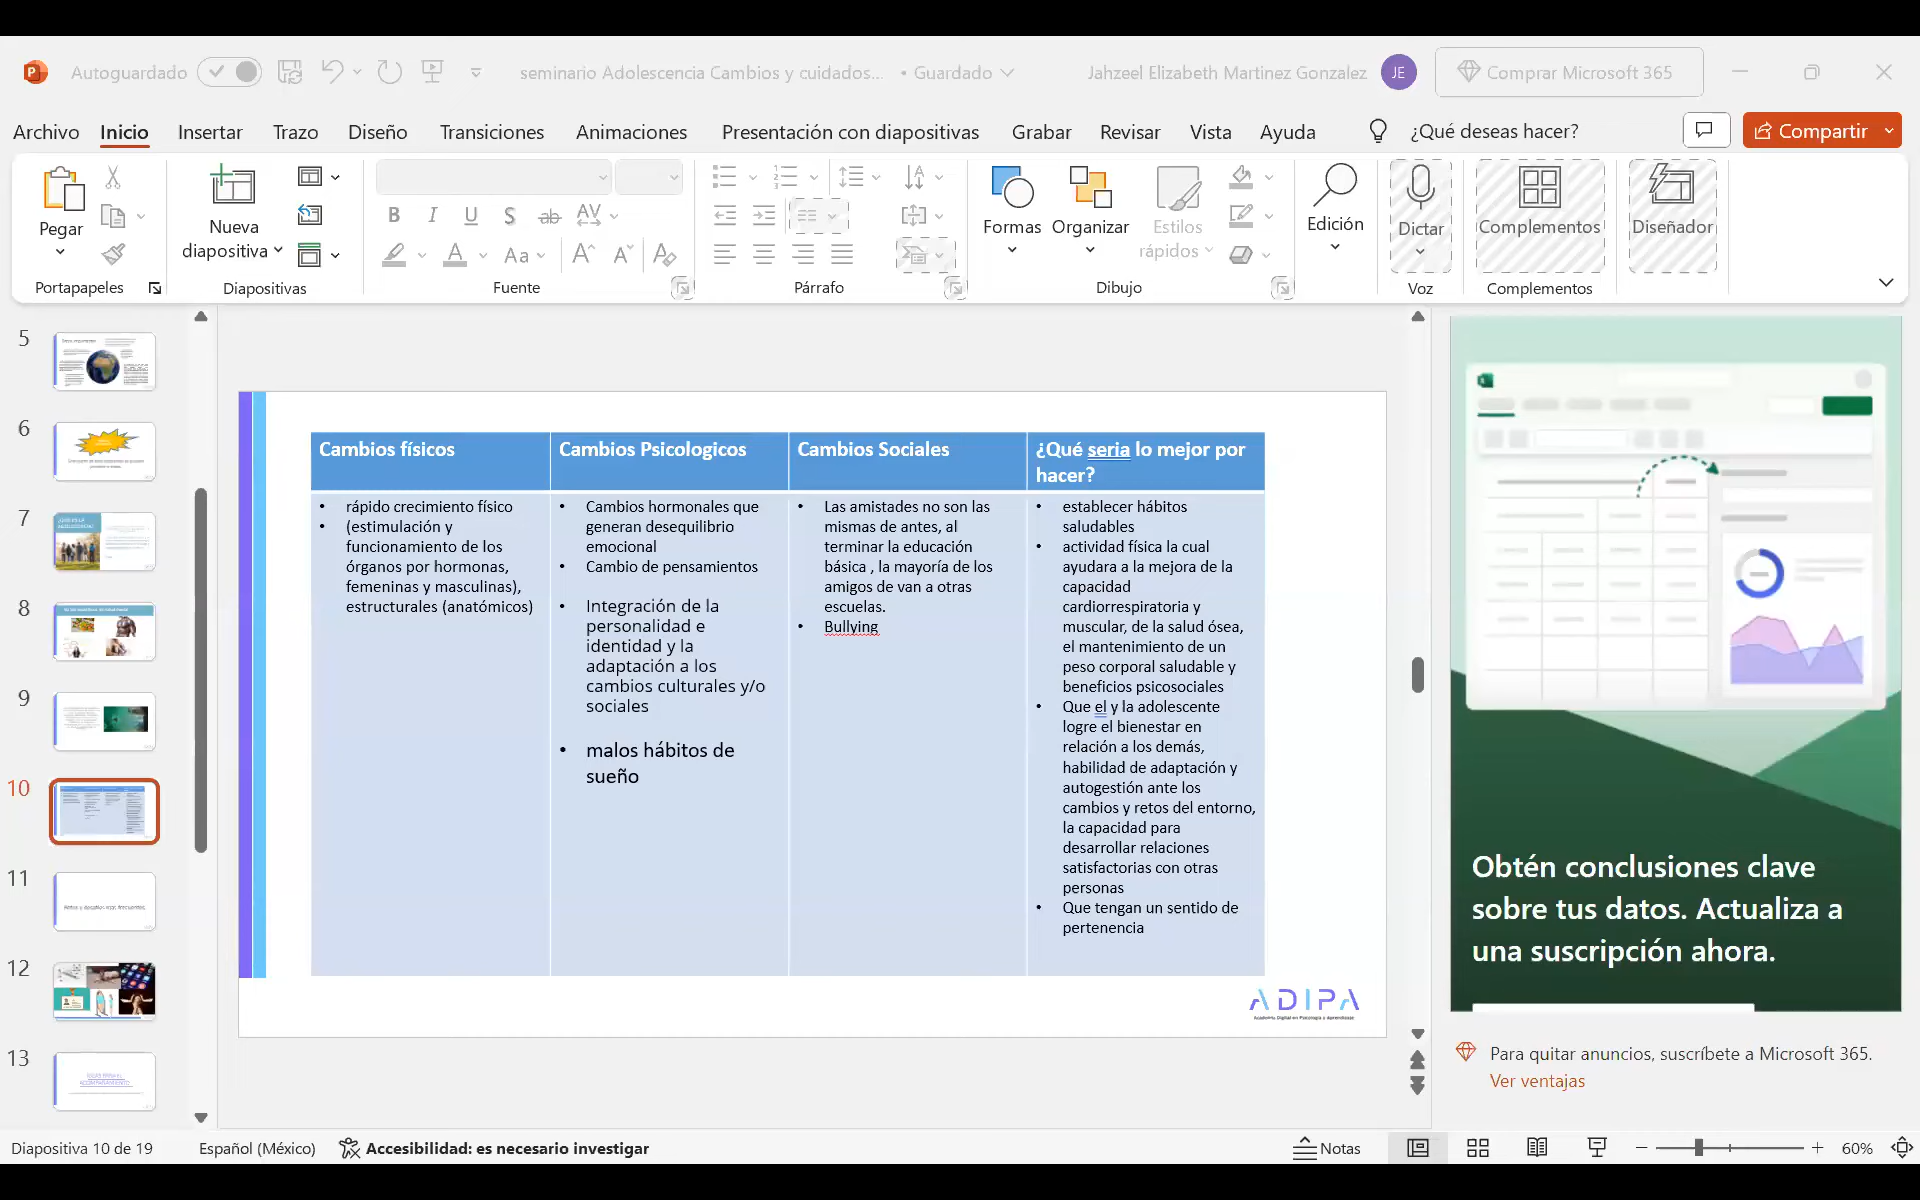 Autoguardado
seminario Adolescencia Cambios y cuidados... • Guardado
Jahzeel Elizabeth Martinez Gonzalez
JE
Comprar Microsoft 365
Archivo Inicio Insertar Trazo Diseño Transiciones Animaciones Presentación con diapositivas Grabar Revisar Vista Ayuda ¿Qué deseas hacer? Compartir
Pegar
Portapapeles
Nueva
diapositiva
Diapositivas
Fuente
Párrafo
Formas
Organizar
Estilos
rápidos
Dibujo
Edición
Dictar
Voz
Complementos
Complementos
Diseñador
5
6
7
8
9
10
11
12
13
Cambios físicos
rápido crecimiento físico
(estimulación y
funcionamiento de los
órganos por hormonas,
femeninas y masculinas),
estructurales (anatómicos)
Cambios Psicologicos
Cambios hormonales que
generan desequilibrio
emocional
Cambio de pensamientos
Integración de la
personalidad e
identidad y la
adaptación a los
cambios culturales y/o
sociales
malos hábitos de
sueño
Cambios Sociales
Las amistades no son las
mismas de antes, al
terminar la educación
básica , la mayoría de los
amigos de van a otras
escuelas.
Bullying
¿Qué seria lo mejor por
hacer?
establecer hábitos
saludables
actividad física la cual
ayudara a la mejora de la
capacidad
cardiorrespiratoria y
muscular, de la salud ósea,
el mantenimiento de un
peso corporal saludable y
beneficios psicosociales
Que el y la adolescente
logre el bienestar en
relación a los demás,
habilidad de adaptación y
autogestión ante los
cambios y retos del entorno,
la capacidad para
desarrollar relaciones
satisfactorias con otras
personas
Que tengan un sentido de
pertenencia
ADIPA
Academia Digital en Psicología y Aprendizaje
Obtén conclusiones clave
sobre tus datos. Actualiza a
una suscripción ahora.
Para quitar anuncios, suscríbete a Microsoft 365.
Ver ventajas
Diapositiva 10 de 19
Español (México)
Accesibilidad: es necesario investigar
Notas
60%